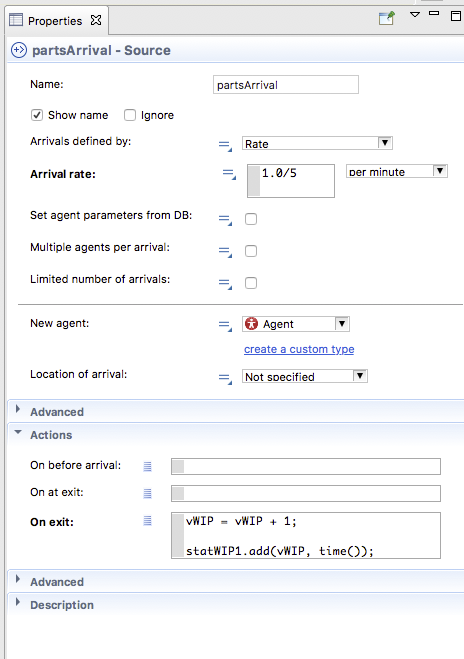 Properties
partsArrival - Source
Name:
partsArrival
Show name Ignore
Arrivals defined by: Rate
Arrival rate: 1.0/5 per minute
Set agent parameters from DB:
Multiple agents per arrival:
Limited number of arrivals:
New agent: Agent
create a custom type
Location of arrival: Not specified
Advanced
Actions
On before arrival:
On at exit:
On exit: vWIP = vWIP + 1;
statWIP1.add(vWIP, time());
Advanced
Description